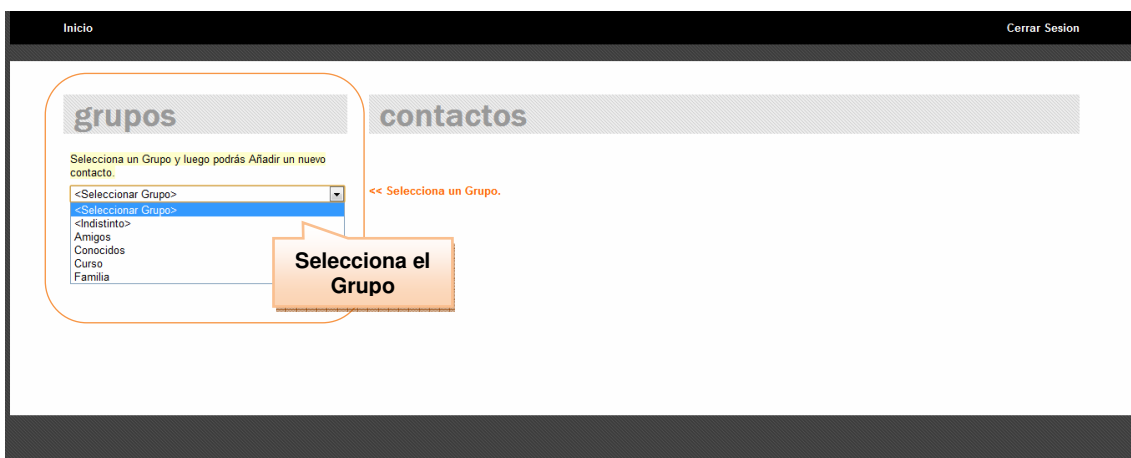 Inicio
Cerrar Sesion
grupos
contactos
Selecciona un Grupo y luego podrás Añadir un nuevo
contacto.
<Seleccionar Grupo>
<< Selecciona un Grupo.
<Seleccionar Grupo>
<Indistinto>
Amigos
Conocidos
Curso
Familia
Selecciona el
Grupo